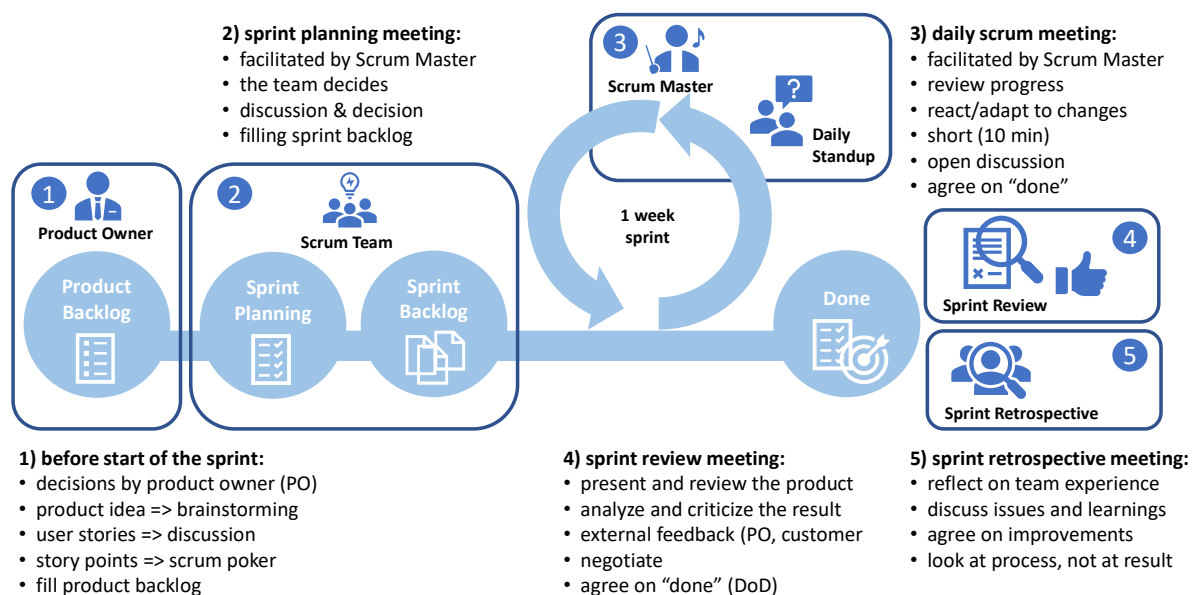 2) sprint planning meeting:
• facilitated by Scrum Master
• the team decides
• discussion & decision
• filling sprint backlog
3
Scrum Master
Daily
Standup
3) daily scrum meeting:
• facilitated by Scrum Master
• review progress
• react/adapt to changes
• short (10 min)
• open discussion
• agree on “done”
1
Product Owner
Product
Backlog
2
Scrum Team
Sprint
Planning
Sprint
Backlog
1 week
sprint
Done
4
Sprint Review
5
Sprint Retrospective
1) before start of the sprint:
• decisions by product owner (PO)
• product idea => brainstorming
• user stories => discussion
• story points => scrum poker
• fill product backlog
4) sprint review meeting:
• present and review the product
• analyze and criticize the result
• external feedback (PO, customer
• negotiate
• agree on “done” (DoD)
5) sprint retrospective meeting:
• reflect on team experience
• discuss issues and learnings
• agree on improvements
• look at process, not at result